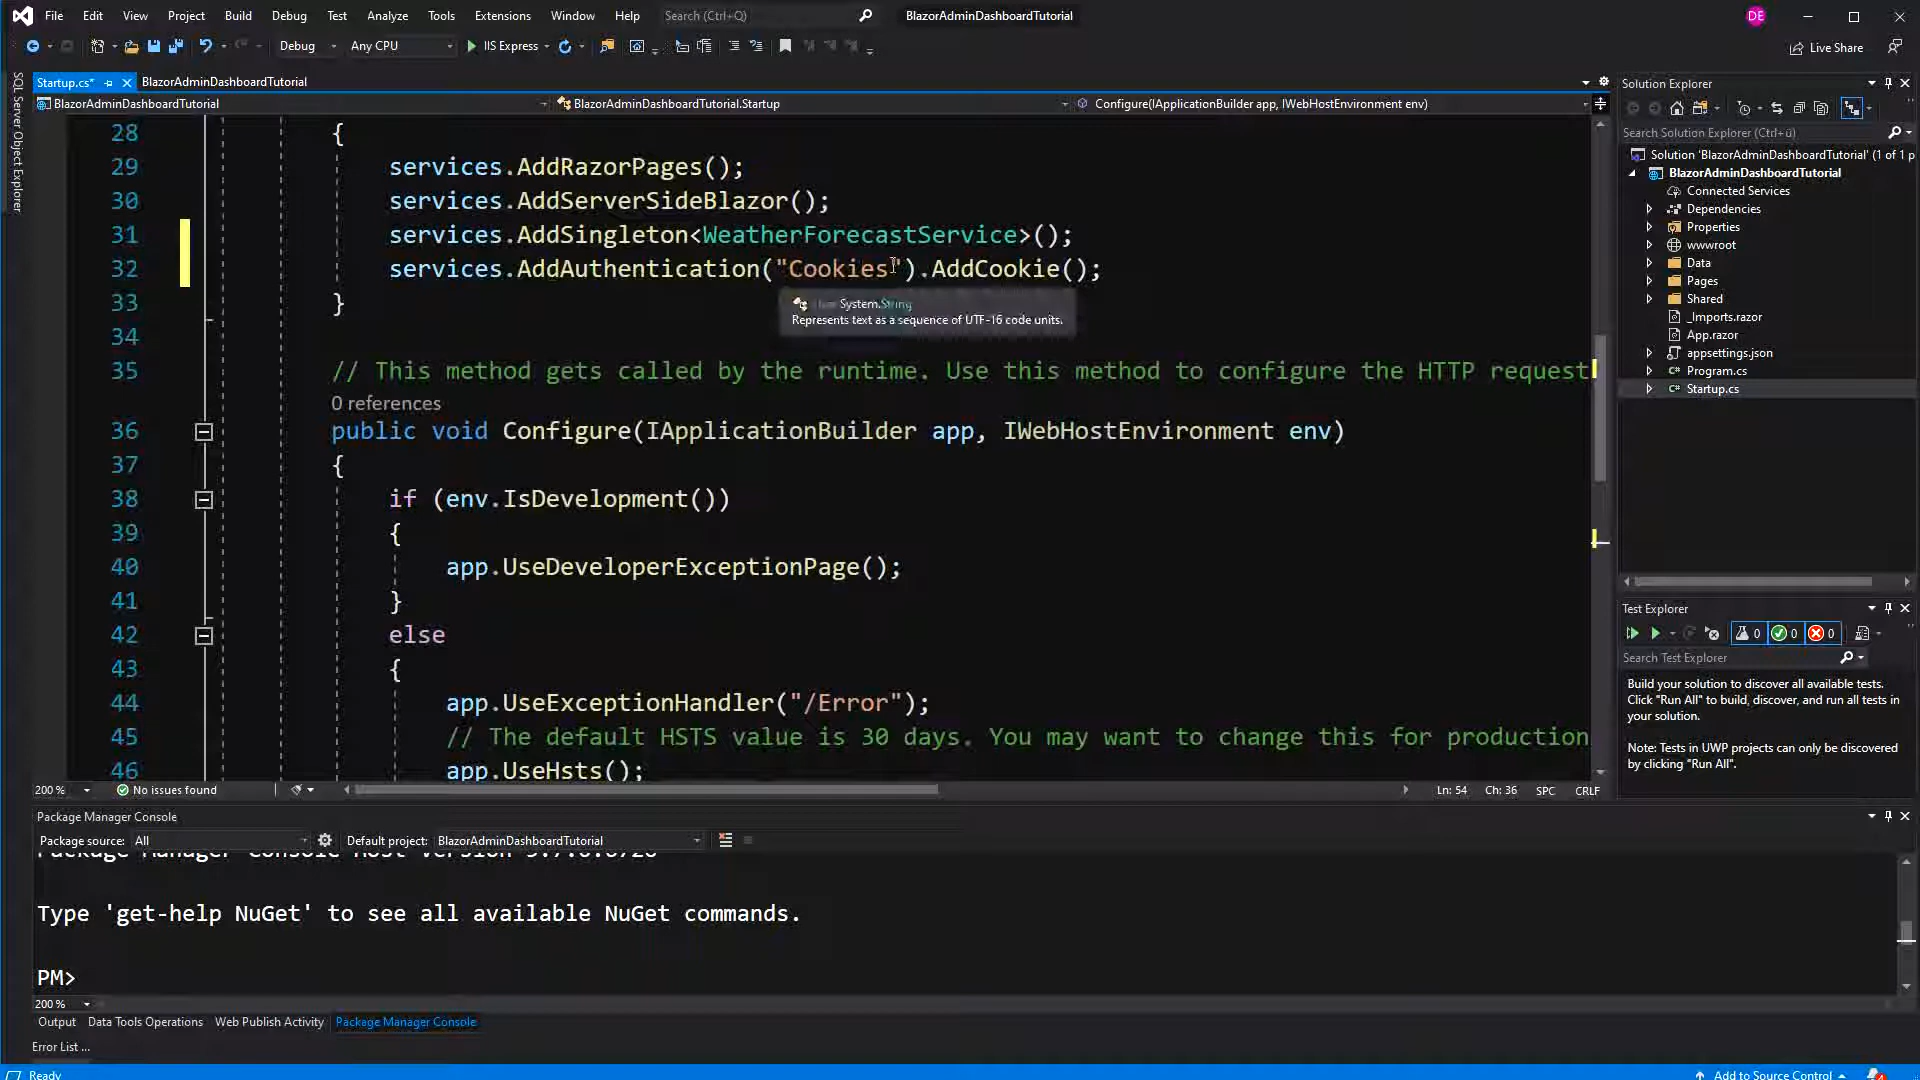 File Edit View Project Build Debug Test Analyze Tools Extensions Window Help Search (Ctrl+Q) BlazorAdminDashboardTutorial DE
Debug Any CPU IIS Express Live Share
SQL Server Object Explorer
Startup.cs* BlazorAdminDashboardTutorial
BlazorAdminDashboardTutorial BlazorAdminDashboardTutorial.Startup Configure(IApplicationBuilder app, IWebHostEnvironment env)
28 {
29 services.AddRazorPages();
30 services.AddServerSideBlazor();
31 services.AddSingleton<WeatherForecastService>();
32 services.AddAuthentication("Cookies").AddCookie();
System.String
Represents text as a sequence of UTF-16 code units.
33 }
34
35 // This method gets called by the runtime. Use this method to configure the HTTP request
0 references
36 public void Configure(IApplicationBuilder app, IWebHostEnvironment env)
37 {
38 if (env.IsDevelopment())
39 {
40 app.UseDeveloperExceptionPage();
41 }
42 else
43 {
44 app.UseExceptionHandler("/Error");
45 // The default HSTS value is 30 days. You may want to change this for production
46 app.UseHsts();
200 % No issues found Ln: 54 Ch: 36 SPC CRLF
Solution Explorer
Search Solution Explorer (Ctrl+ü)
Solution 'BlazorAdminDashboardTutorial' (1 of 1 p
BlazorAdminDashboardTutorial
Connected Services
Dependencies
Properties
wwwroot
Data
Pages
Shared
_Imports.razor
App.razor
appsettings.json
C# Program.cs
C# Startup.cs
Test Explorer
0 0 0
Search Test Explorer
Build your solution to discover all available tests.
Click "Run All" to build, discover, and run all tests in
your solution.
Note: Tests in UWP projects can only be discovered
by clicking "Run All".
Package Manager Console
Package source: All Default project: BlazorAdminDashboardTutorial
Package Manager Console Host Version
Type 'get-help NuGet' to see all available NuGet commands.
PM>
200 %
Output Data Tools Operations Web Publish Activity Package Manager Console
Error List ...
Ready Add to Source Control